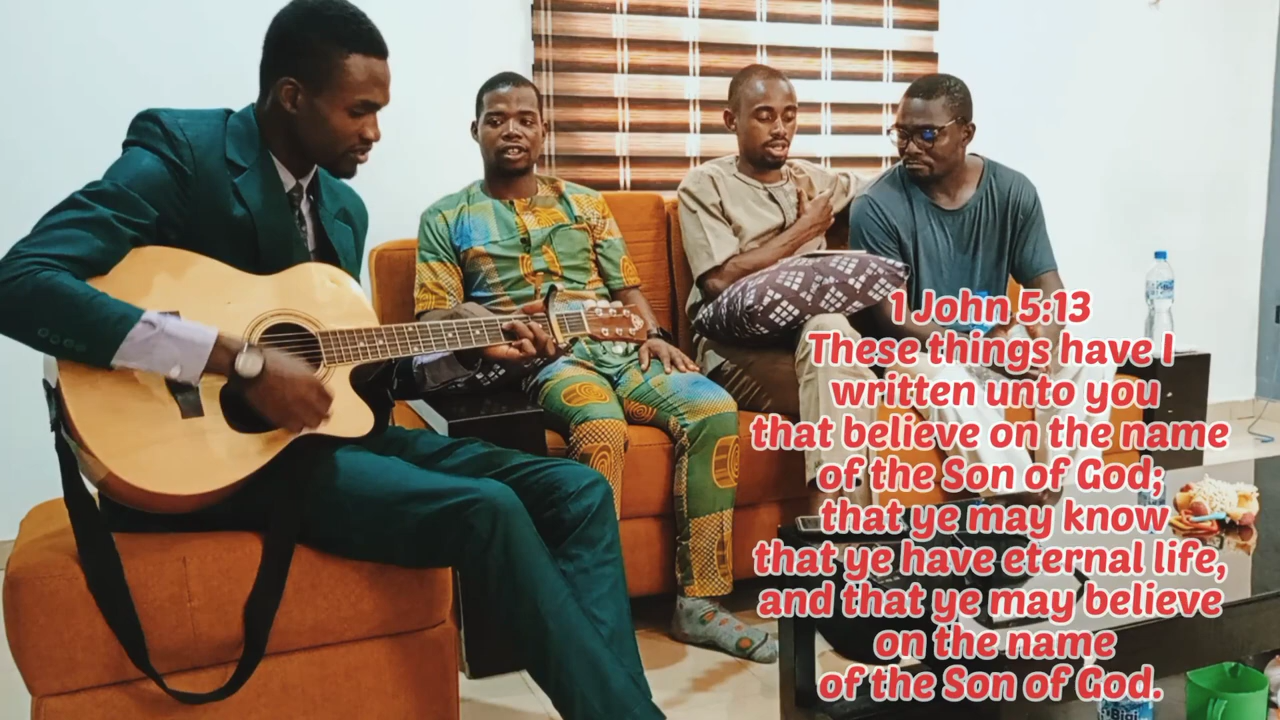 1 John 5:13
These things have I
written unto you
that believe on the name
of the Son of God;
that ye may know
that ye have eternal life,
and that ye may believe
on the name
of the Son of God.
Bigi